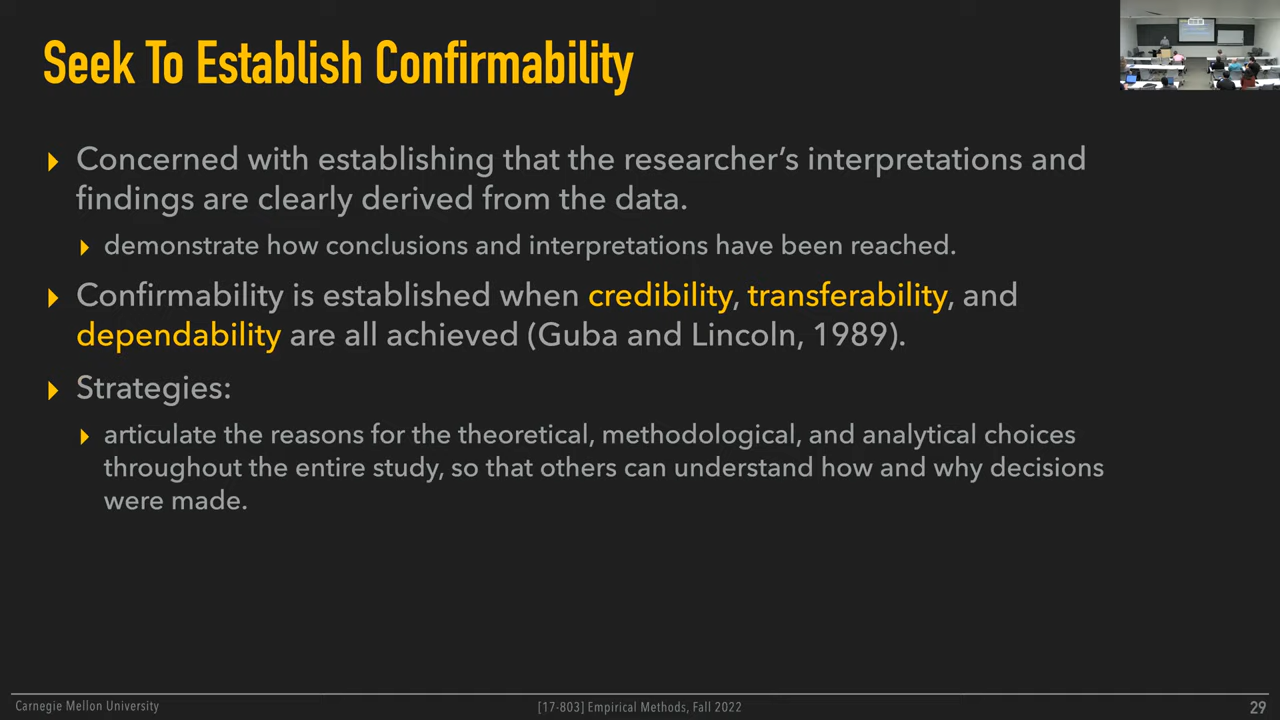 Seek To Establish Confirmability
Concerned with establishing that the researcher's interpretations and
findings are clearly derived from the data.
demonstrate how conclusions and interpretations have been reached.
Confirmability is established when credibility, transferability, and
dependability are all achieved (Guba and Lincoln, 1989).
Strategies:
articulate the reasons for the theoretical, methodological, and analytical choices
throughout the entire study, so that others can understand how and why decisions
were made.
Carnegie Mellon University
[17-803] Empirical Methods, Fall 2022
29